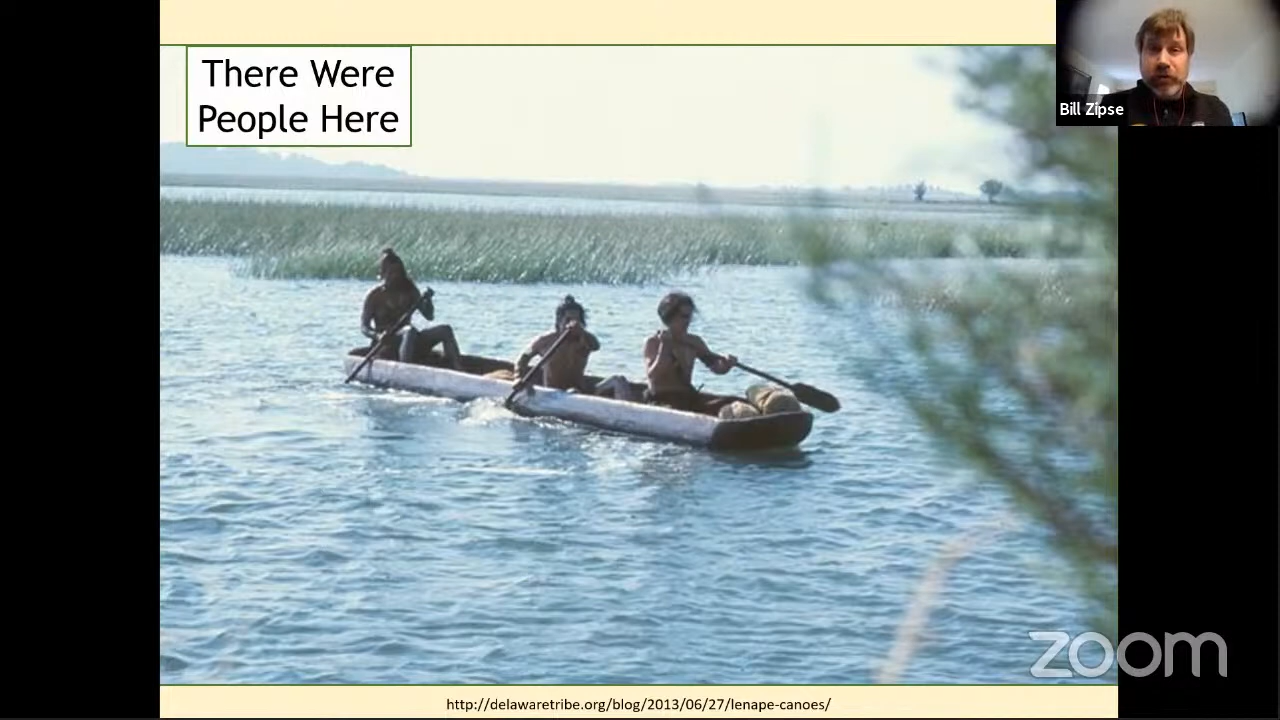 There Were
People Here
Bill Zipse
zoom
http://delawaretribe.org/blog/2013/06/27/lenape-canoes/